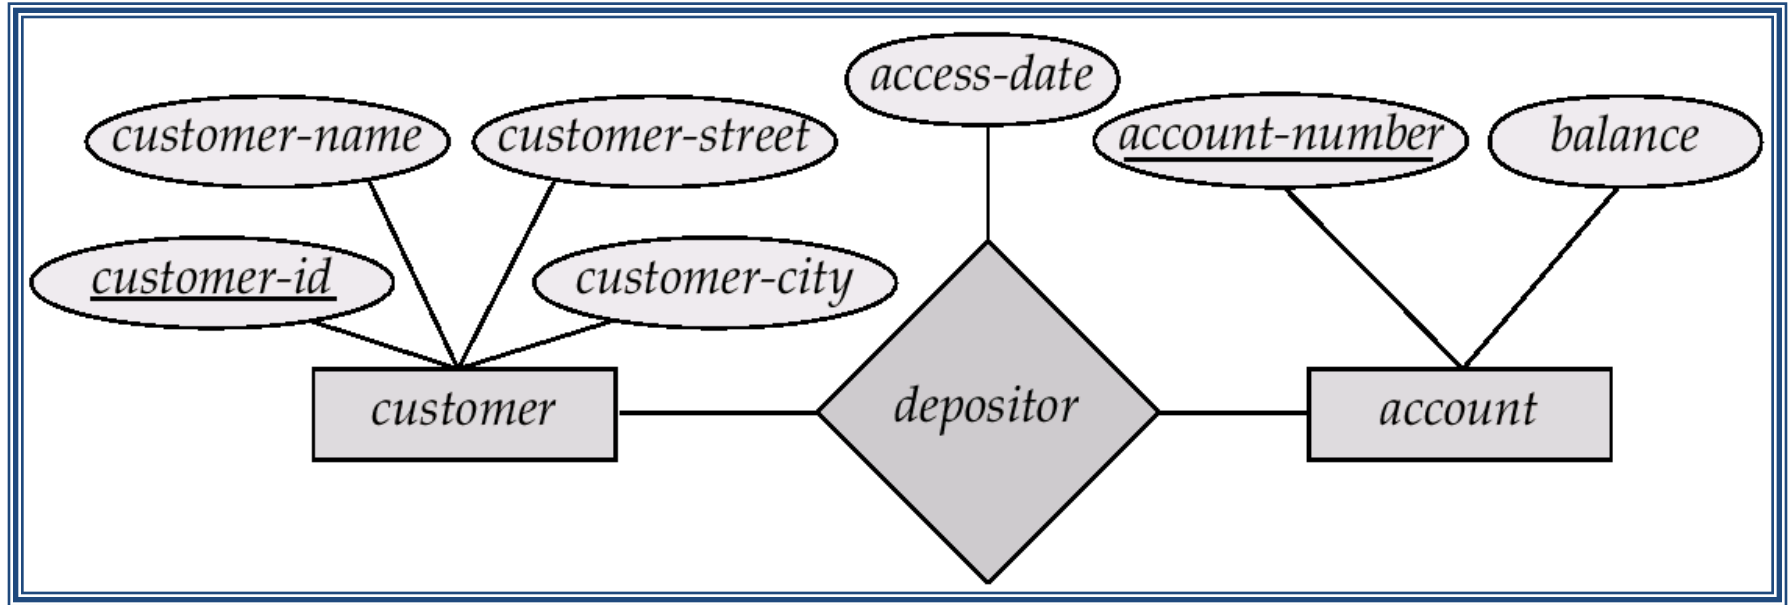 access-date
customer-name
customer-street
account-number
balance
customer-id
customer-city
customer
depositor
account